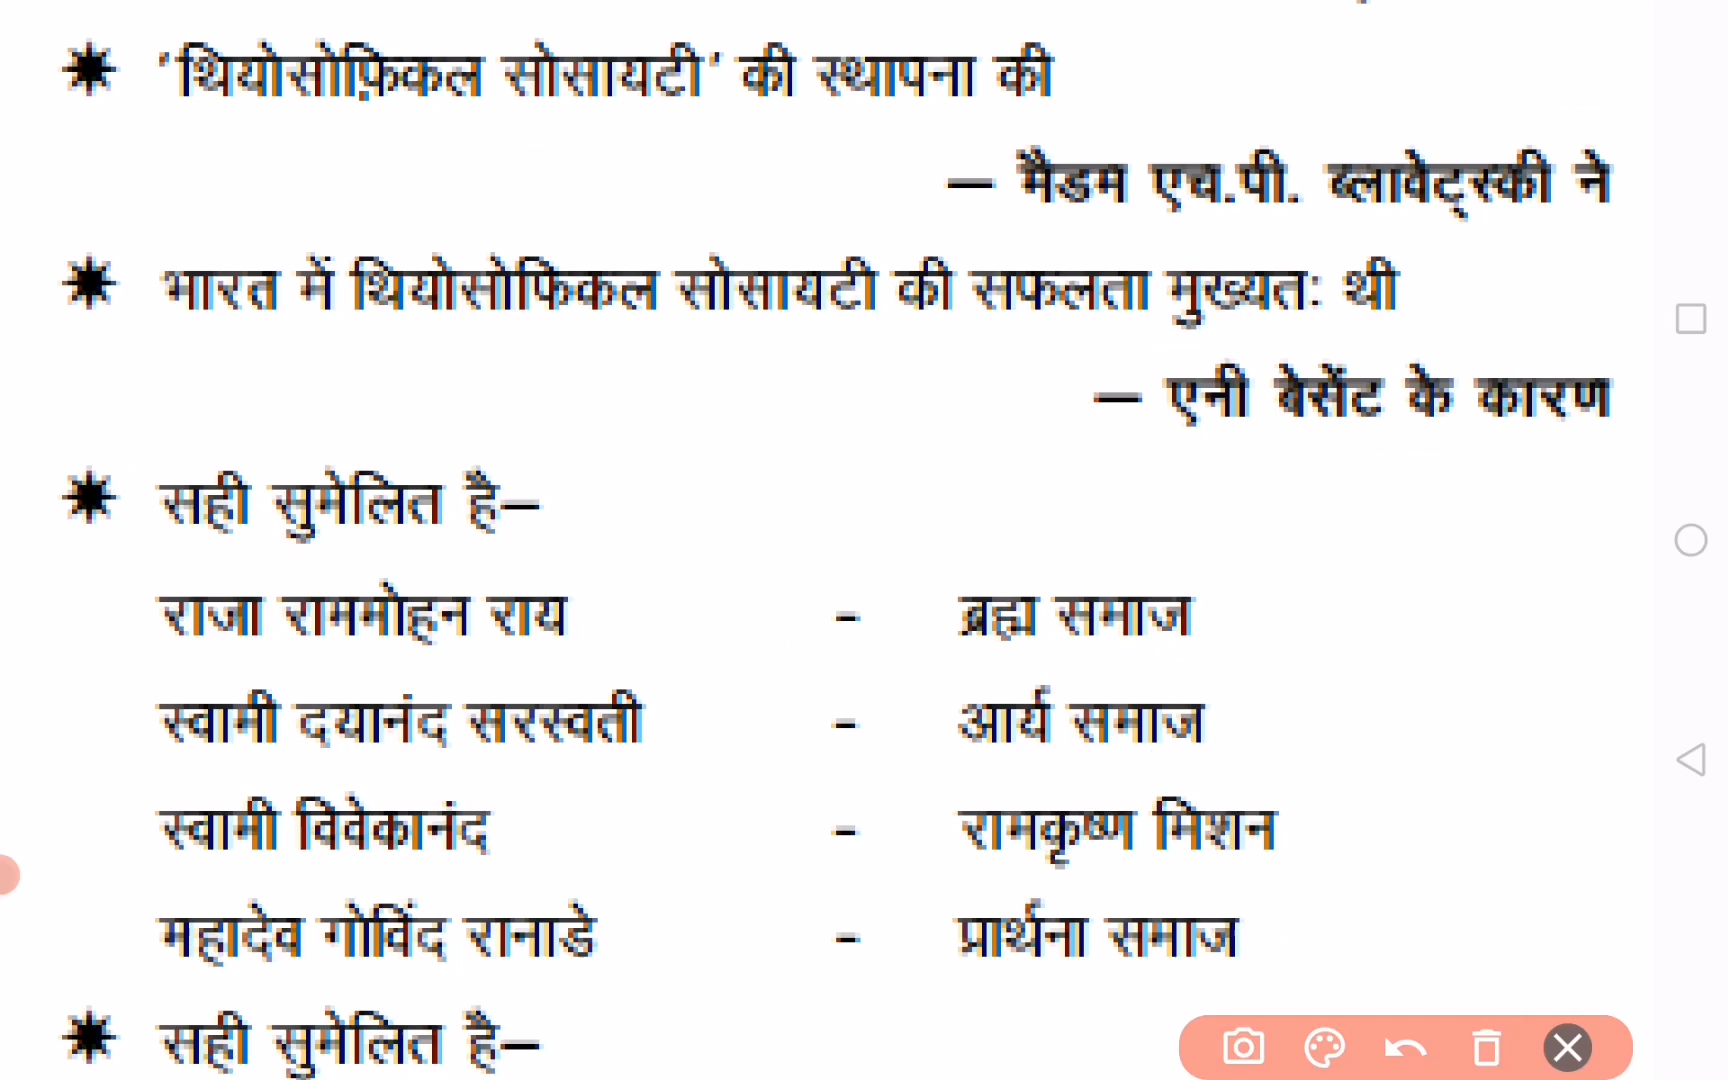 ✷ 'थियोसोफ़िकल सोसायटी' की स्थापना की
— मैडम एच.पी. ब्लावेट्स्की ने
✷ भारत में थियोसोफिकल सोसायटी की सफलता मुख्यत: थी
— एनी बेसेंट के कारण
✷ सही सुमेलित है—
राजा राममोहन राय - ब्रह्म समाज
स्वामी दयानंद सरस्वती - आर्य समाज
स्वामी विवेकानंद - रामकृष्ण मिशन
महादेव गोविंद रानाडे - प्रार्थना समाज
✷ सही सुमेलित है—